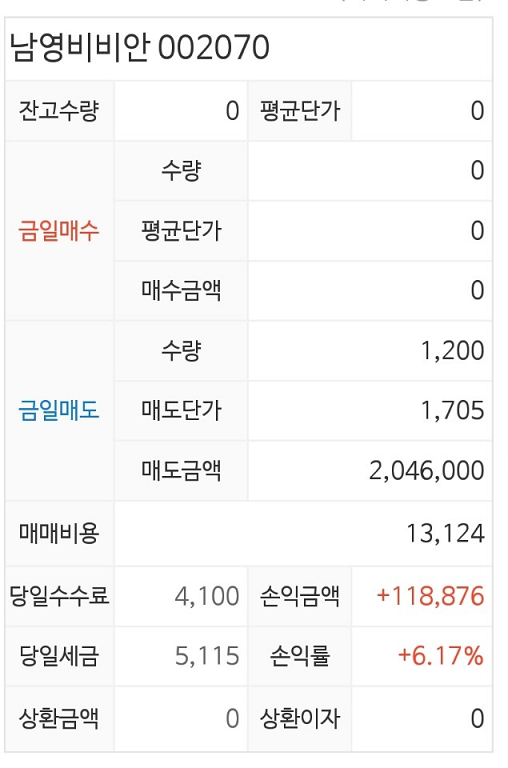 남영비비안 002070
잔고수량 0 평균단가 0
금일매수 수량 0
평균단가 0
매수금액 0
금일매도 수량 1,200
매도단가 1,705
매도금액 2,046,000
매매비용 13,124
당일수수료 4,100 손익금액 +118,876
당일세금 5,115 손익률 +6.17%
상환금액 0 상환이자 0